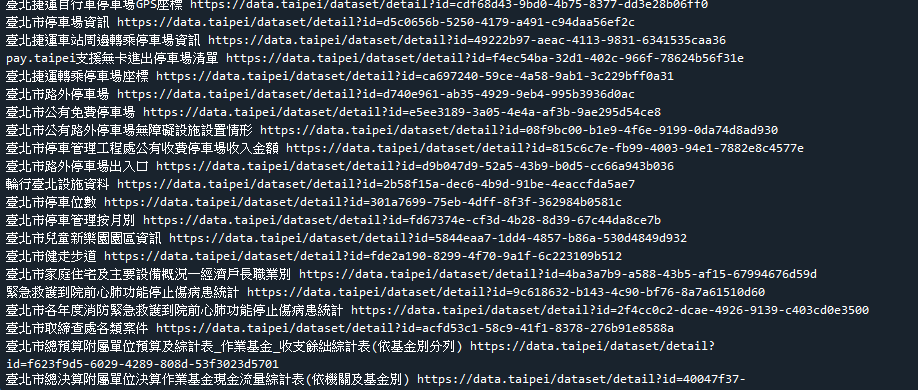 臺北捷運自行車停車場GPS座標 https://data.taipei/dataset/detail?id=cdf68d43-9bd0-4b75-8377-dd3e28b06ff0
臺北市停車場資訊 https://data.taipei/dataset/detail?id=d5c0656b-5250-4179-a491-c94daa56ef2c
臺北捷運車站周邊轉乘停車場資訊 https://data.taipei/dataset/detail?id=49222b97-aeac-4113-9831-6341535caa36
pay.taipei支援無卡進出停車場清單 https://data.taipei/dataset/detail?id=f4ec54ba-32d1-402c-966f-78624b56f31e
臺北捷運轉乘停車場座標 https://data.taipei/dataset/detail?id=ca697240-59ce-4a58-9ab1-3c229bff0a31
臺北市路外停車場 https://data.taipei/dataset/detail?id=d740e961-ab35-4929-9eb4-995b3936d0ac
臺北市公有免費停車場 https://data.taipei/dataset/detail?id=e5ee3189-3a05-4e4a-af3b-9ae295d54ce8
臺北市公有路外停車場無障礙設施設置情形 https://data.taipei/dataset/detail?id=08f9bc00-b1e9-4f6e-9199-0da74d8ad930
臺北市停車管理工程處公有收費停車場收入金額 https://data.taipei/dataset/detail?id=815c6c7e-fb99-4003-94e1-7882e8c4577e
臺北市路外停車場出入口 https://data.taipei/dataset/detail?id=d9b047d9-52a5-43b9-b0d5-cc66a943b036
輪行臺北設施資料 https://data.taipei/dataset/detail?id=2b58f15a-dec6-4b9d-91be-4eaccfda5ae7
臺北市停車位數 https://data.taipei/dataset/detail?id=301a7699-75eb-4dff-8f3f-362984b0581c
臺北市停車管理按月別 https://data.taipei/dataset/detail?id=fd67374e-cf3d-4b28-8d39-67c44da8ce7b
臺北市兒童新樂園園區資訊 https://data.taipei/dataset/detail?id=5844eaa7-1dd4-4857-b86a-530d4849d932
臺北市健走步道 https://data.taipei/dataset/detail?id=fde2a190-8299-4f70-9a1f-6c223109b512
臺北市家庭住宅及主要設備概況—經濟戶長職業別 https://data.taipei/dataset/detail?id=4ba3a7b9-a588-43b5-af15-67994676d59d
緊急救護到院前心肺功能停止傷病患統計 https://data.taipei/dataset/detail?id=9c618632-b143-4c90-bf76-8a7a61510d60
臺北市各年度消防緊急救護到院前心肺功能停止傷病患統計 https://data.taipei/dataset/detail?id=2f4cc0c2-dcae-4926-9139-c403cd0e3500
臺北市取締查處各類案件 https://data.taipei/dataset/detail?id=acfd53c1-58c9-41f1-8378-276b91e8588a
臺北市總預算附屬單位預算及綜計表_作業基金_收支餘絀綜計表(依基金別分列) https://data.taipei/dataset/detail?
id=f623f9d5-6029-4289-808d-53f3023d5701
臺北市總決算附屬單位決算作業基金現金流量綜計表(依機關及基金別) https://data.taipei/dataset/detail?id=40047f37-